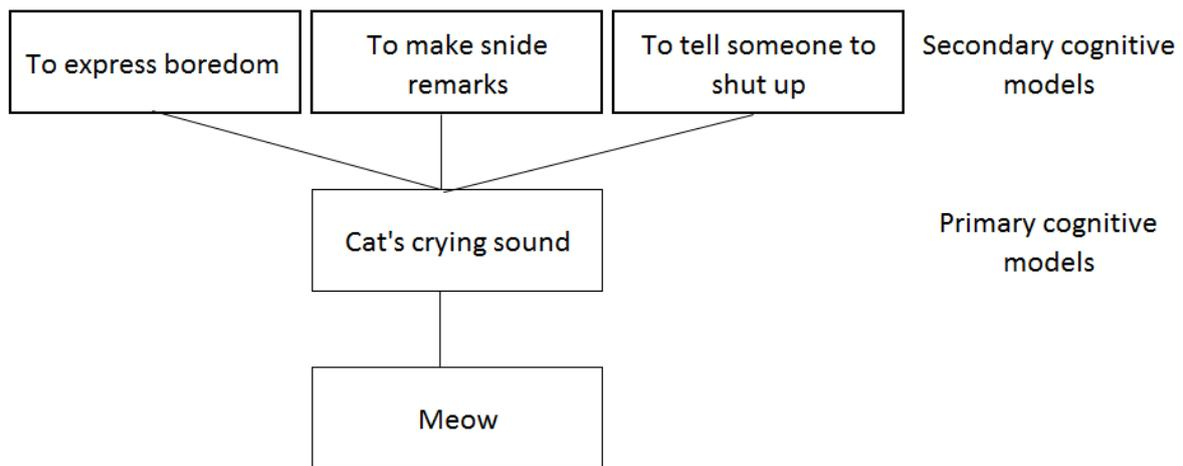 To express boredom
To make snide
remarks
To tell someone to
shut up
Secondary cognitive
models
Cat's crying sound
Primary cognitive
models
Meow